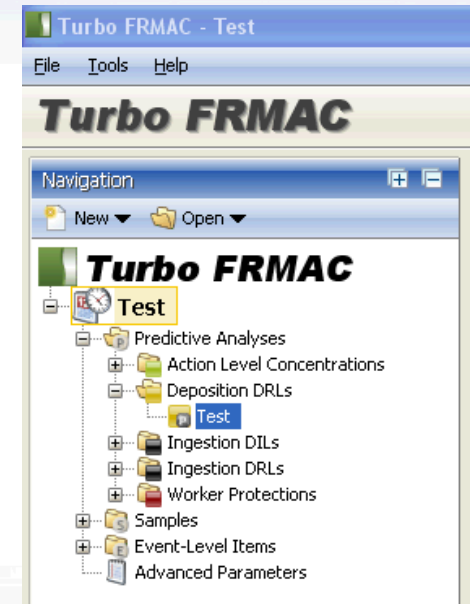 Turbo FRMAC - Test
File Tools Help
Turbo FRMAC
Navigation
New Open
Turbo FRMAC
Test
Predictive Analyses
Action Level Concentrations
Deposition DRLs
Test
Ingestion DILs
Ingestion DRLs
Worker Protections
Samples
Event-Level Items
Advanced Parameters